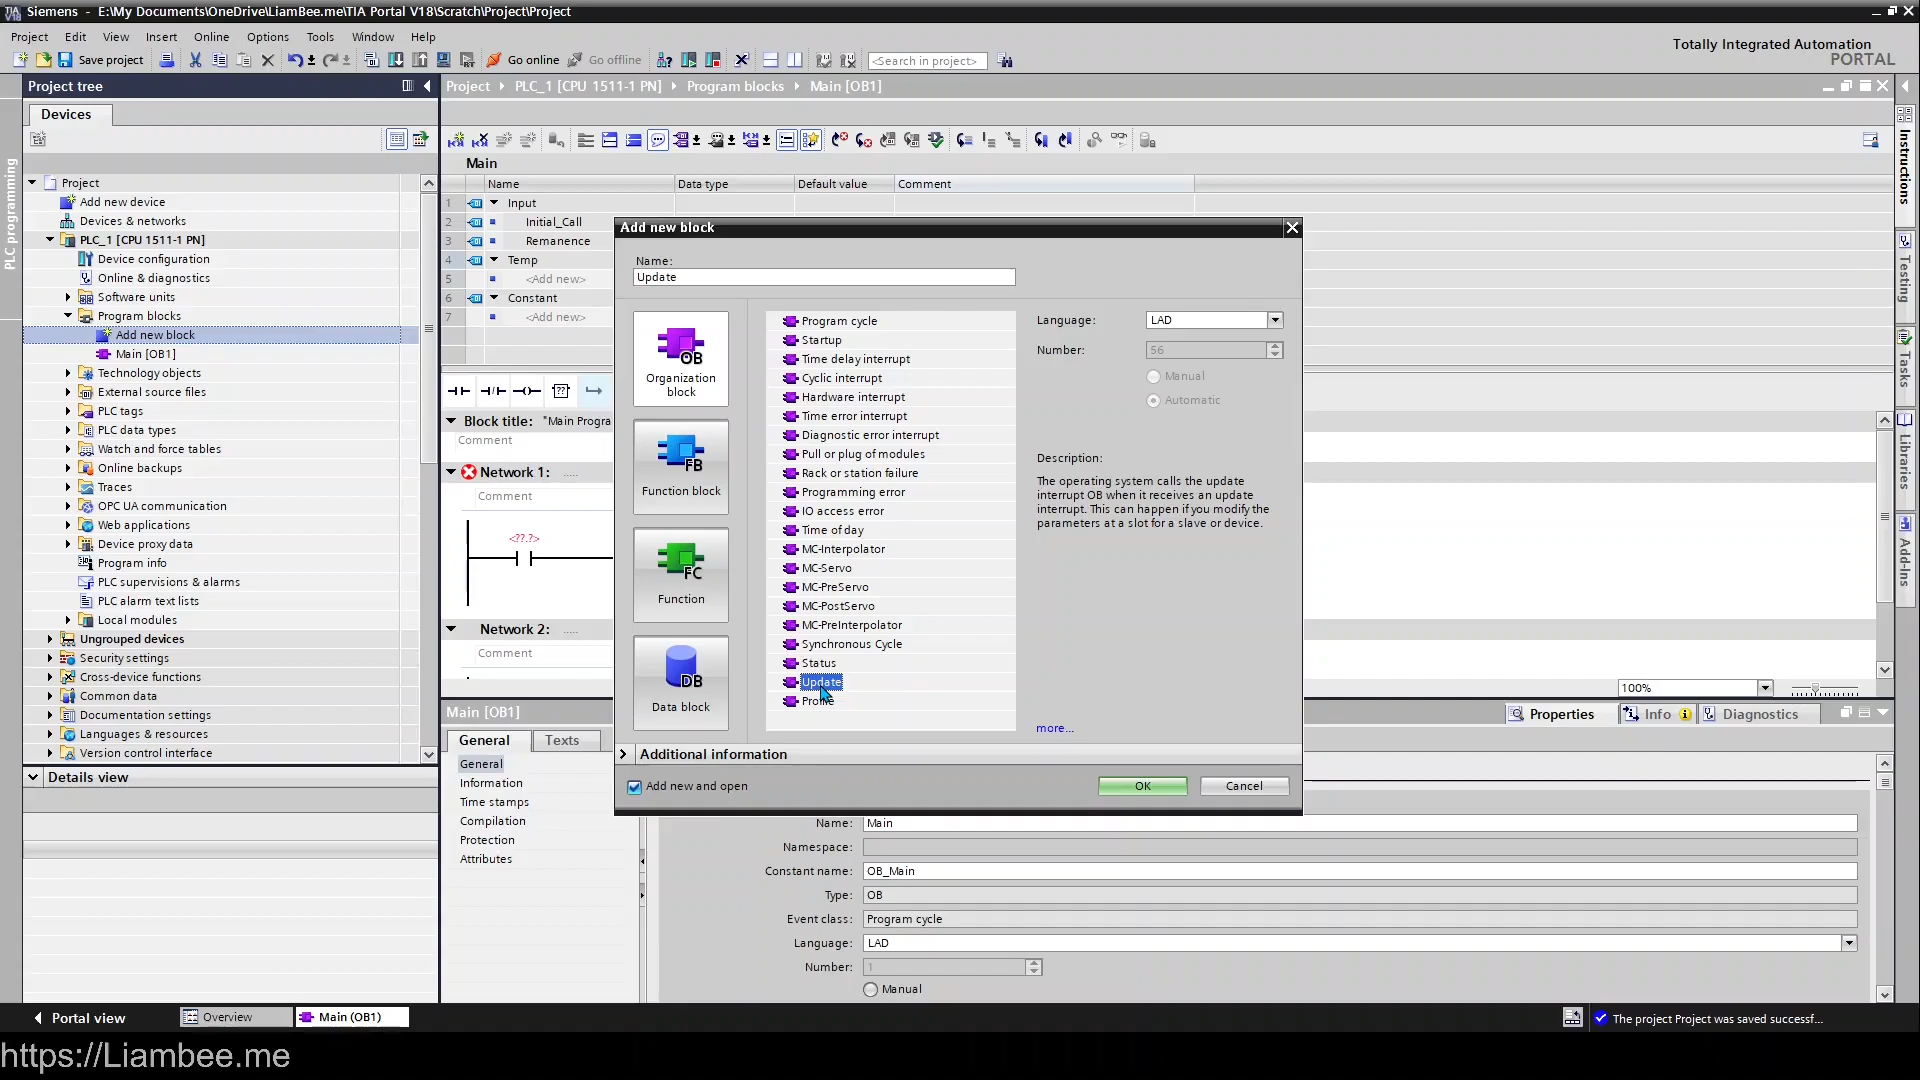 Siemens - E:\My Documents\OneDrive\LiamBee.me\TIA Portal V18\Scratch\Project\Project
Project Edit View Insert Online Options Tools Window Help
Totally Integrated Automation
PORTAL
Save project
Go online
Go offline
<Search in project>
Project tree
Project PLC_1 [CPU 1511-1 PN] Program blocks Main [OB1]
Devices
PLC programming
Project
Add new device
Devices & networks
PLC_1 [CPU 1511-1 PN]
Device configuration
Online & diagnostics
Software units
Program blocks
Add new block
Main [OB1]
Technology objects
External source files
PLC tags
PLC data types
Watch and force tables
Online backups
Traces
OPC UA communication
Web applications
Device proxy data
Program info
PLC supervisions & alarms
PLC alarm text lists
Local modules
Ungrouped devices
Security settings
Cross-device functions
Common data
Documentation settings
Languages & resources
Version control interface
Details view
Main
Name Data type Default value Comment
1 Input
2 Initial_Call
3 Remanence
4 Temp
5 <Add new>
6 Constant
7 <Add new>
Block title: "Main Progra
Comment
Network 1: .....
Comment
<??.?>
Network 2: .....
Comment
Add new block
Name:
Update
OB
Organization
block
FB
Function block
FC
Function
DB
Data block
Program cycle
Startup
Time delay interrupt
Cyclic interrupt
Hardware interrupt
Time error interrupt
Diagnostic error interrupt
Pull or plug of modules
Rack or station failure
Programming error
IO access error
Time of day
MC-Interpolator
MC-Servo
MC-PreServo
MC-PostServo
MC-PreInterpolator
Synchronous Cycle
Status
Update
Profile
Language: LAD
Number: 56
Manual
Automatic
Description:
The operating system calls the update
interrupt OB when it receives an update
interrupt. This can happen if you modify the
parameters at a slot for a slave or device.
more...
Additional information
Add new and open
OK
Cancel
100%
Main [OB1]
Properties
Info
Diagnostics
General Texts
General
Information
Time stamps
Compilation
Protection
Attributes
Name: Main
Namespace:
Constant name: OB_Main
Type: OB
Event class: Program cycle
Language: LAD
Number: 1
Manual
Instructions
Testing
Tasks
Libraries
Add-Ins
Portal view
Overview
Main (OB1)
The project Project was saved successf...
https://Liambee.me